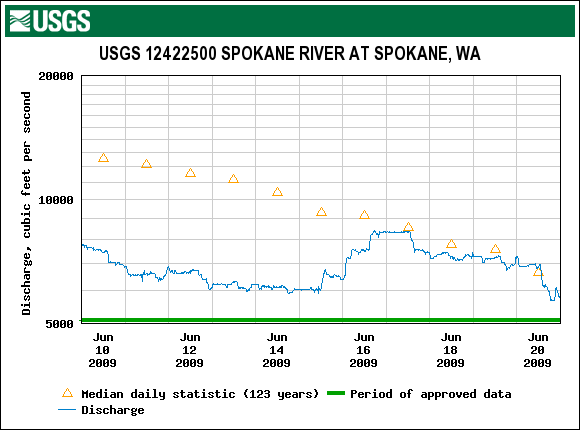 USGS
USGS 12422500 SPOKANE RIVER AT SPOKANE, WA
Discharge, cubic feet per second
20000
10000
5000
Jun 10 2009
Jun 12 2009
Jun 14 2009
Jun 16 2009
Jun 18 2009
Jun 20 2009
Median daily statistic (123 years) Period of approved data
Discharge